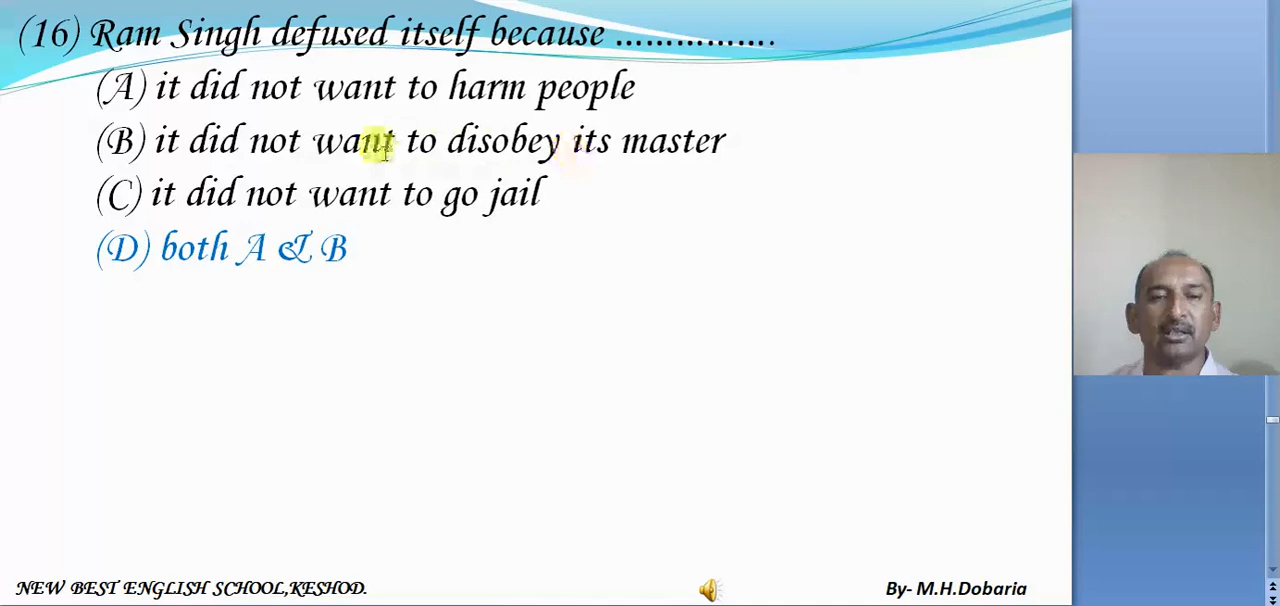 (16) Ram Singh defused itself because ................
(A) it did not want to harm people
(B) it did not want to disobey its master
(C) it did not want to go jail
(D) both A & B
NEW BEST ENGLISH SCHOOL,KESHOD. By- M.H.Dobaria